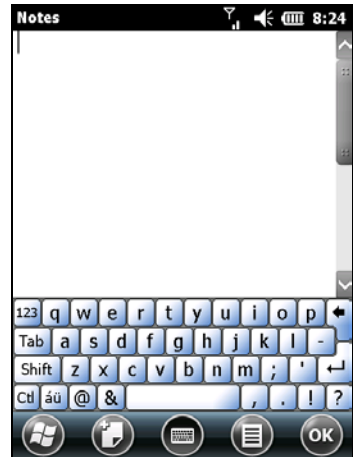 Notes 8:24
123 q w e r t y u i o p
Tab a s d f g h j k l -
Shift z x c v b n m ; '
Ctl áü @ & , . ! ?
OK